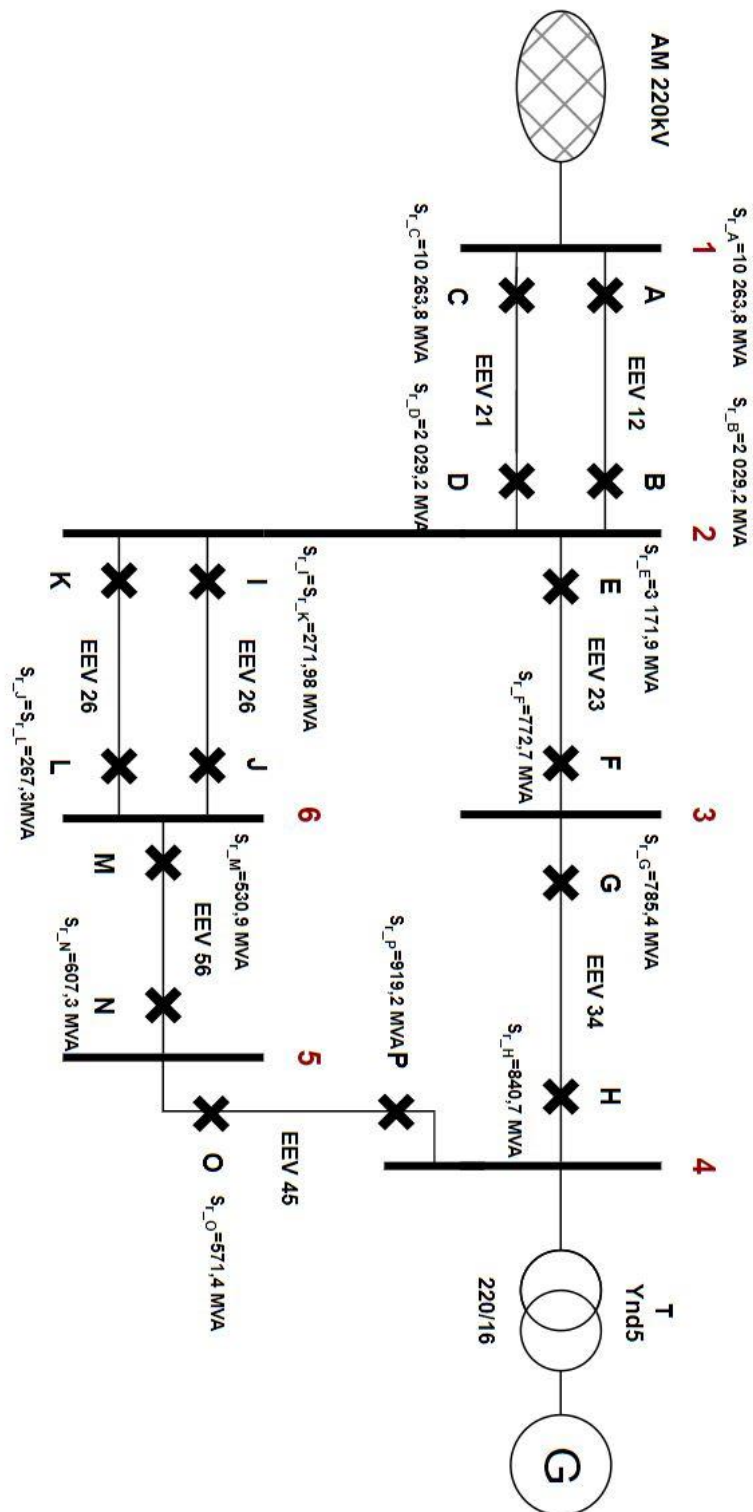 AM 220kV
1
S_r_A=10 263,8 MVA
S_r_B=2 029,2 MVA
A
EEV 12
B
C
EEV 21
D
S_r_C=10 263,8 MVA
S_r_D=2 029,2 MVA
2
S_r_E=3 171,9 MVA
E
EEV 23
F
S_r_F=772,7 MVA
3
S_r_G=785,4 MVA
G
EEV 34
H
S_r_H=840,7 MVA
4
T
Ynd5
220/16
G
S_r_I=S_r_K=271,98 MVA
I
EEV 26
J
K
EEV 26
L
S_r_J=S_r_L=267,3MVA
6
S_r_M=530,9 MVA
M
EEV 56
N
S_r_N=607,3 MVA
5
S_r_P=919,2 MVA
P
EEV 45
O
S_r_O=571,4 MVA